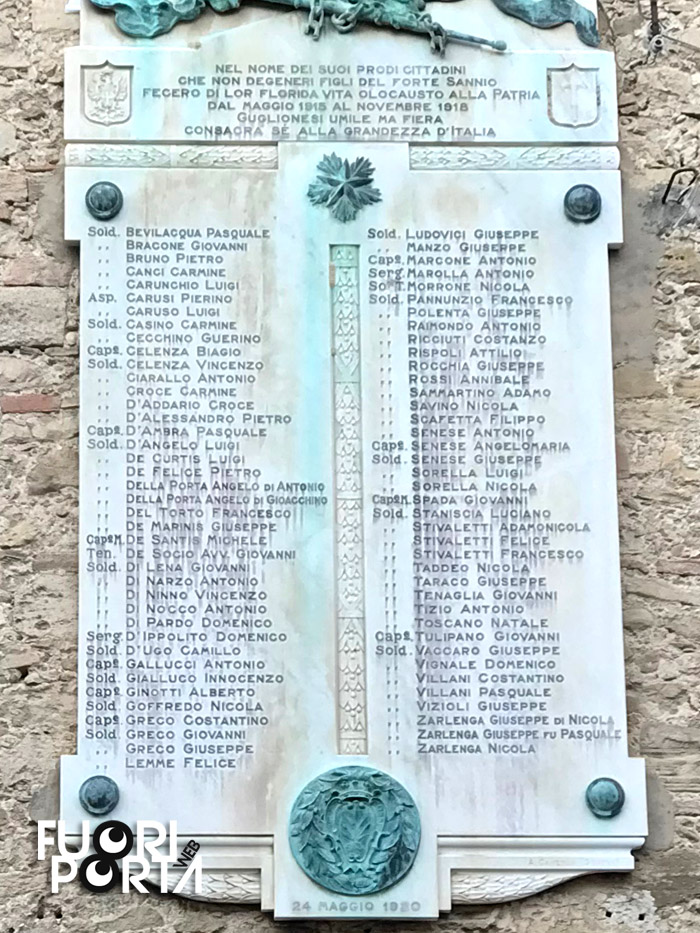 NEL NOME DEI SUOI PRODI CITTADINI
CHE NON DEGENERI FIGLI DEL FORTE SANNIO
FECERO DI LOR FLORIDA VITA OLOCAUSTO ALLA PATRIA
DAL MAGGIO 1915 AL NOVEMBRE 1918
GUGLIONESI UMILE MA FIERA
CONSACRA SÈ ALLA GRANDEZZA D'ITALIA
Sold. BEVILACQUA PASQUALE
,, BRACONE GIOVANNI
,, BRUNO PIETRO
,, CANCI CARMINE
,, CARUNCHIO LUIGI
Asp. CARUSI PIERINO
,, CARUSO LUIGI
Sold. CASINO CARMINE
,, CECCHINO GUERINO
Capˡᵉ. CELENZA BIAGIO
Sold. CELENZA VINCENZO
,, CIARALLO ANTONIO
,, CROCE CARMINE
,, D'ADDARIO CROCE
,, D'ALESSANDRO PIETRO
Capˡᵉ. D'AMBRA PASQUALE
Sold. D'ANGELO LUIGI
,, DE CURTIS LUIGI
,, DE FELICE PIETRO
,, DELLA PORTA ANGELO DI ANTONIO
,, DELLA PORTA ANGELO DI GIOACCHINO
,, DEL TORTO FRANCESCO
,, DE MARINIS GIUSEPPE
Capˡᵉ.M. DE SANTIS MICHELE
Ten. DE SOCIO AVV. GIOVANNI
Sold. DI LENA GIOVANNI
,, DI NARZO ANTONIO
,, DI NINNO VINCENZO
,, DI NOCCO ANTONIO
,, DI PARDO DOMENICO
Serg. D'IPPOLITO DOMENICO
Sold. D'UGO CAMILLO
Capˡᵉ. GALLUCCI ANTONIO
Sold. GIALLUCO INNOCENZO
Capˡᵉ. GINOTTI ALBERTO
Sold. GOFFREDO NICOLA
Capˡᵉ. GRECO COSTANTINO
Sold. GRECO GIOVANNI
,, GRECO GIUSEPPE
,, LEMME FELICE
Sold. LUDOVICI GIUSEPPE
,, MANZO GIUSEPPE
Capˡᵉ. MARCONE ANTONIO
Serg. MAROLLA ANTONIO
So.T. MORRONE NICOLA
Sold. PANNUNZIO FRANCESCO
,, POLENTA GIUSEPPE
,, RAIMONDO ANTONIO
,, RICCIUTI COSTANZO
,, RISPOLI ATTILIO
,, ROCCHIA GIUSEPPE
,, ROSSI ANNIBALE
,, SAMMARTINO ADAMO
,, SAVINO NICOLA
,, SCAFETTA FILIPPO
,, SENESE ANTONIO
Capˡᵉ. SENESE ANGELOMARIA
Sold. SENESE GIUSEPPE
,, SORELLA LUIGI
,, SORELLA NICOLA
Capˡᵉ.M. SPADA GIOVANNI
Sold. STANISCIA LUCIANO
,, STIVALETTI ADAMONICOLA
,, STIVALETTI FELICE
,, STIVALETTI FRANCESCO
,, TADDEO NICOLA
,, TARACO GIUSEPPE
,, TENAGLIA GIOVANNI
,, TIZIO ANTONIO
,, TOSCANO NATALE
Capˡᵉ. TULIPANO GIOVANNI
Sold. VACCARO GIUSEPPE
,, VIGNALE DOMENICO
,, VILLANI COSTANTINO
,, VILLANI PASQUALE
,, VIZIOLI GIUSEPPE
,, ZARLENGA GIUSEPPE DI NICOLA
,, ZARLENGA GIUSEPPE FU PASQUALE
,, ZARLENGA NICOLA
24 MAGGIO 1920
FUORI
PORTA
WEB